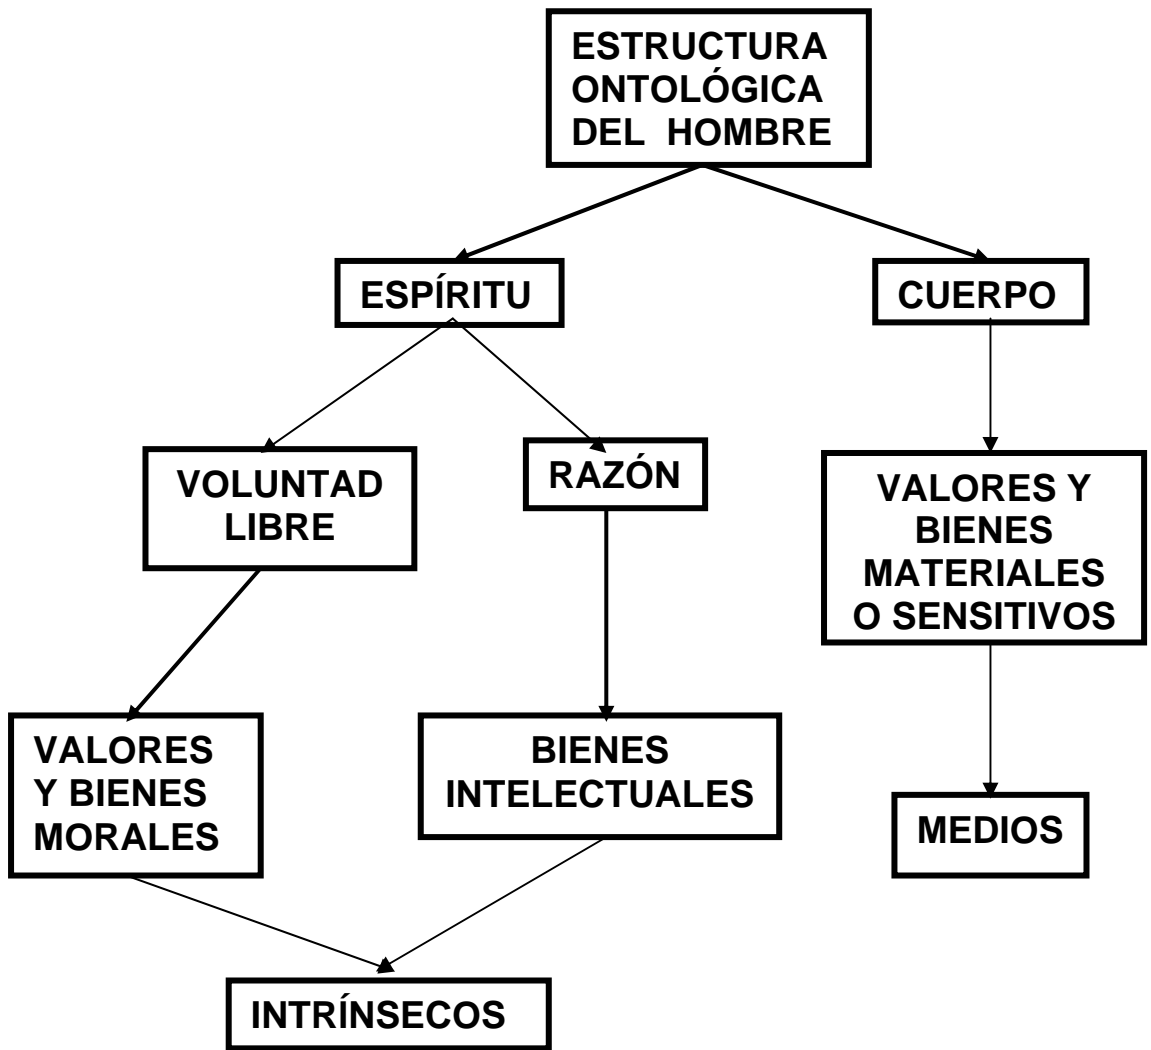 ESTRUCTURA
ONTOLÓGICA
DEL HOMBRE
ESPÍRITU
CUERPO
VOLUNTAD
LIBRE
RAZÓN
VALORES Y
BIENES
MATERIALES
O SENSITIVOS
VALORES
Y BIENES
MORALES
BIENES
INTELECTUALES
MEDIOS
INTRÍNSECOS